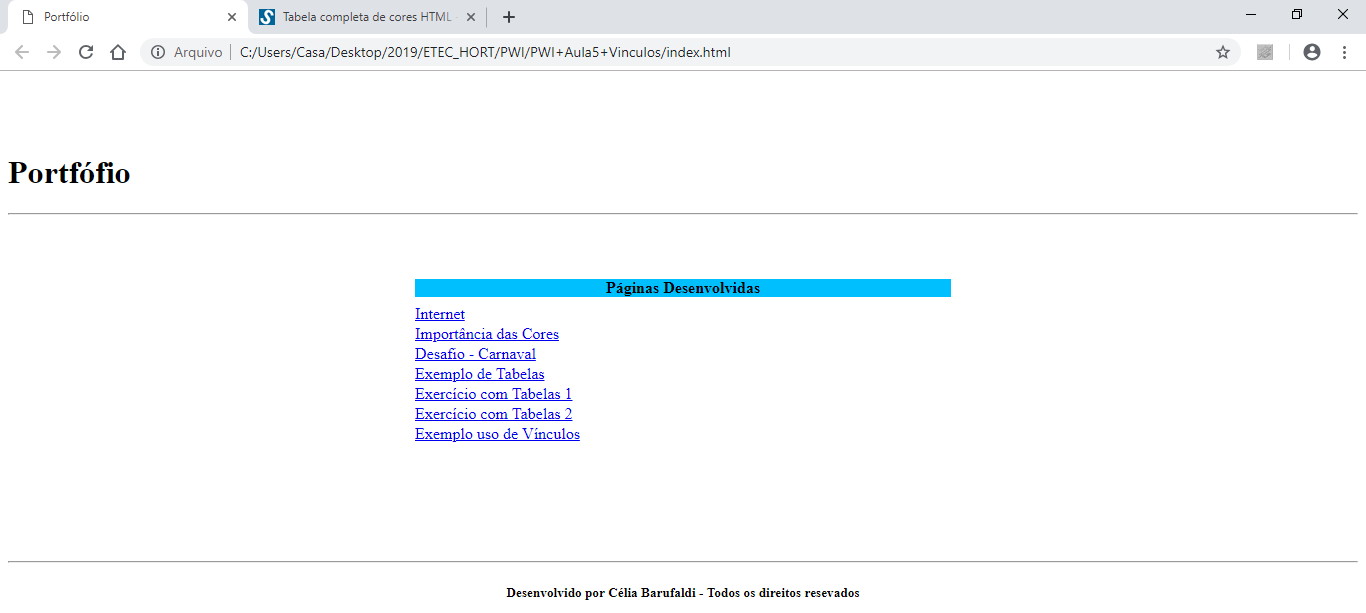 Portfólio
Tabela completa de cores HTML
Arquivo
C:/Users/Casa/Desktop/2019/ETEC_HORT/PWI/PWI+Aula5+Vinculos/index.html
Portfófio
Páginas Desenvolvidas
Internet
Importância das Cores
Desafio - Carnaval
Exemplo de Tabelas
Exercício com Tabelas 1
Exercício com Tabelas 2
Exemplo uso de Vínculos
Desenvolvido por Célia Barufaldi - Todos os direitos resevados